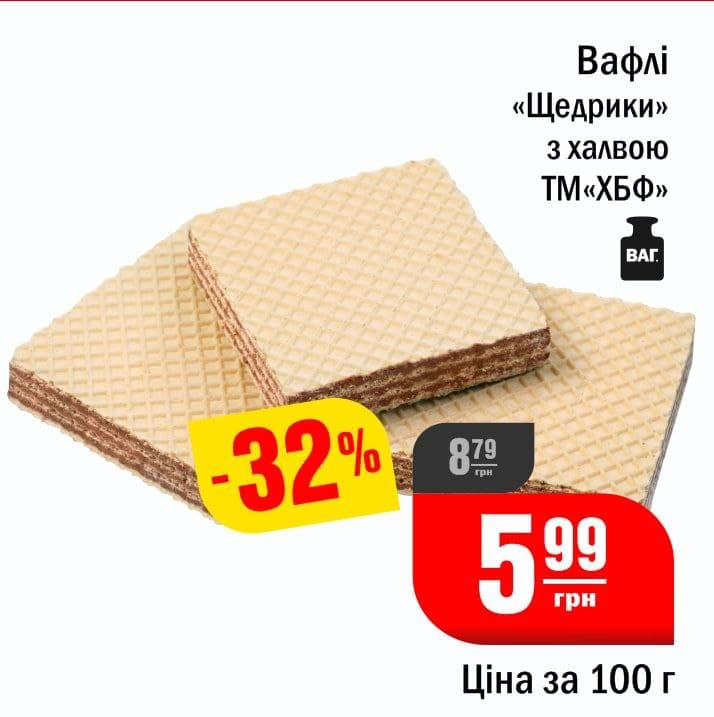 Вафлі
«Щедрики»
з халвою
ТМ«ХБФ»
ВАГ.
-32%
8 79
грн
5 99
грн
Ціна за 100 г